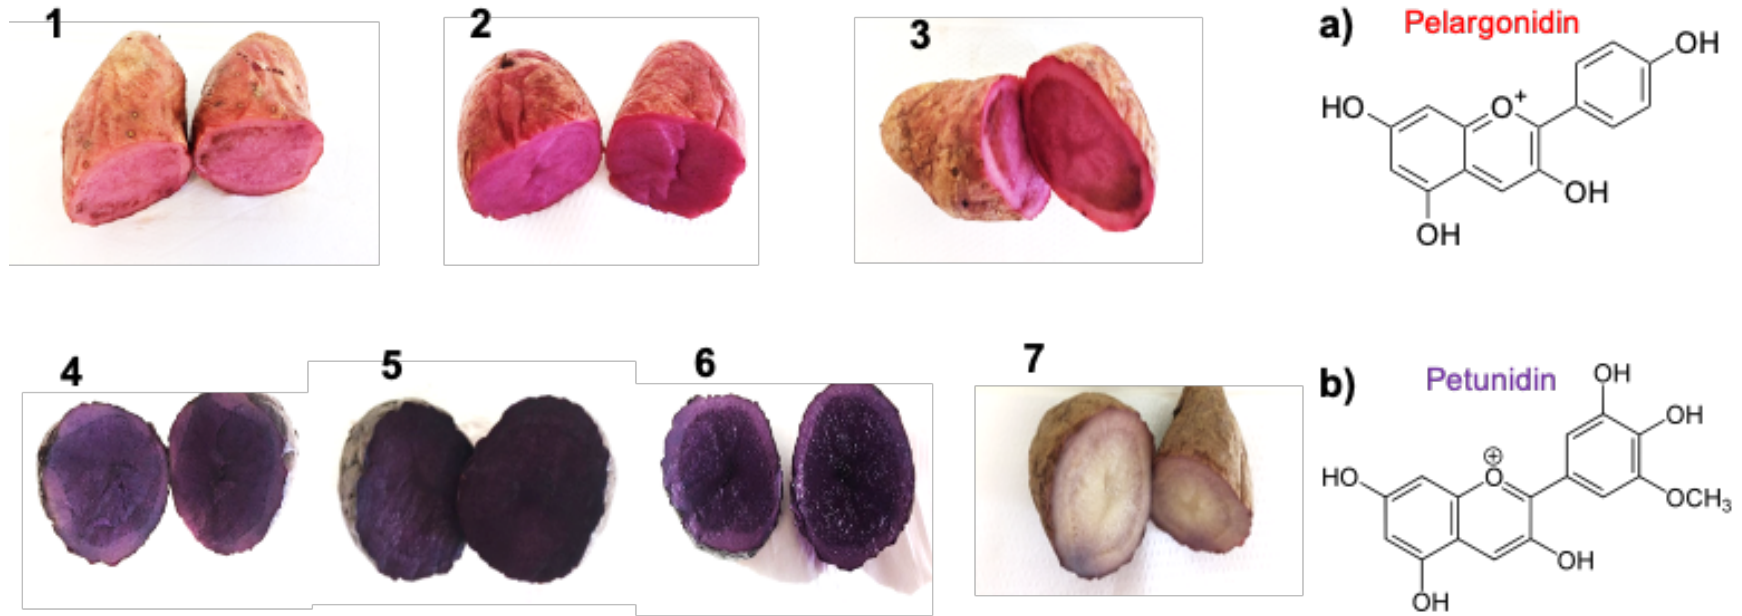 1
2
3
a)
Pelargonidin
OH
HO
O+
OH
OH
4
5
6
7
b)
Petunidin
OH
OH
HO
O
⊕
OCH3
OH
OH